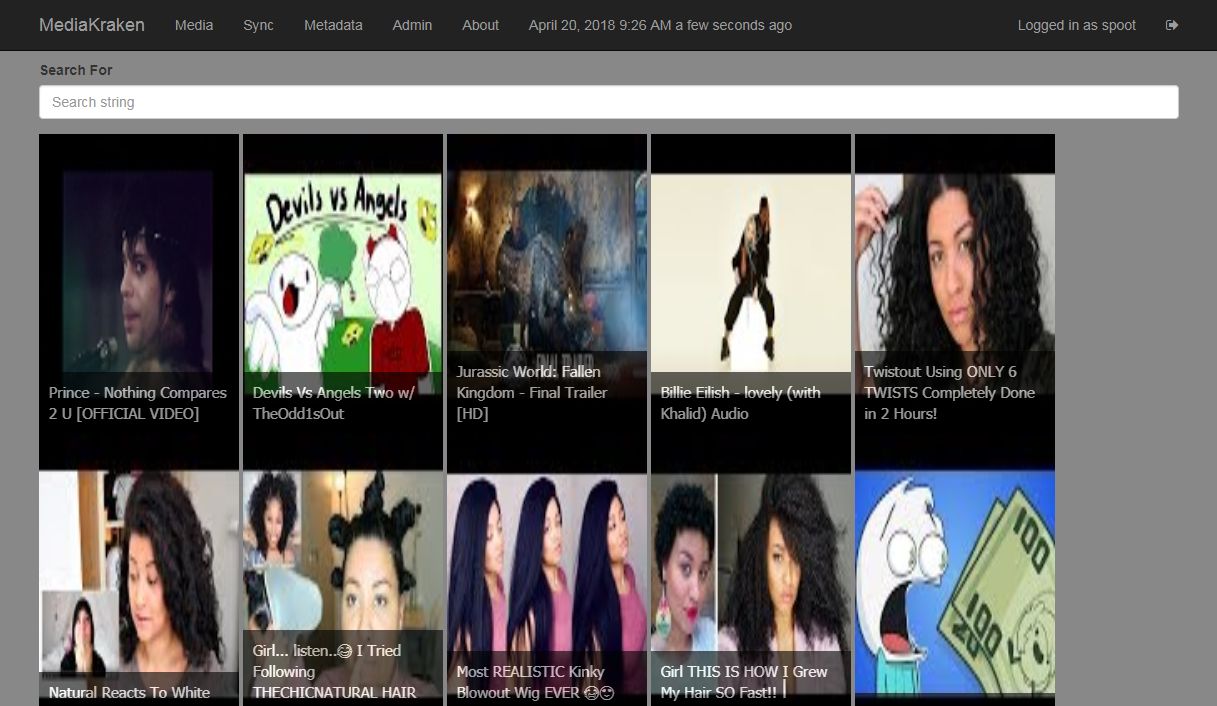 MediaKraken Media Sync Metadata Admin About April 20, 2018 9:26 AM a few seconds ago Logged in as spoot
Search For
Search string
Devils vs Angels
FINAL TRAILER
Prince - Nothing Compares
2 U [OFFICIAL VIDEO]
Devils Vs Angels Two w/
TheOdd1sOut
Jurassic World: Fallen
Kingdom - Final Trailer
[HD]
Billie Eilish - lovely (with
Khalid) Audio
Twistout Using ONLY 6
TWISTS Completely Done
in 2 Hours!
Natural Reacts To White
Girl... listen..😂 I Tried
Following
THECHICNATURAL HAIR
Most REALISTIC Kinky
Blowout Wig EVER 😭😍
Girl THIS IS HOW I Grew
My Hair SO Fast!! |
100
100
ZU